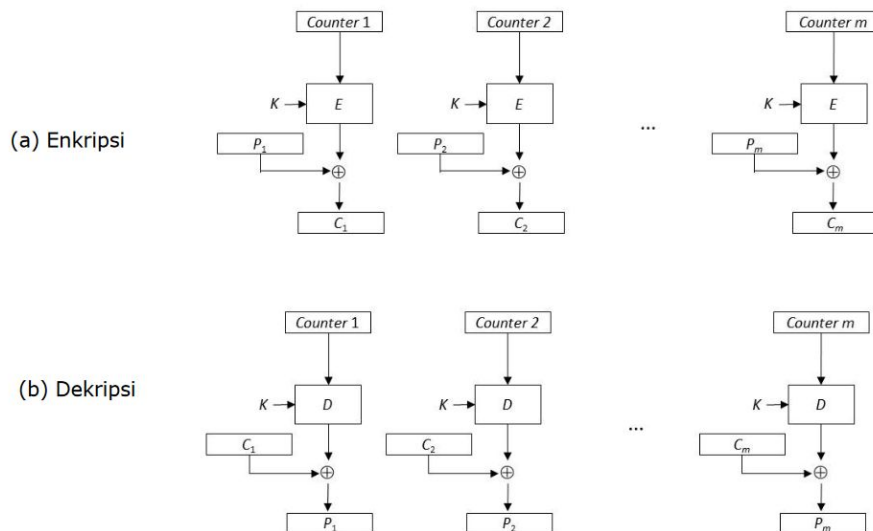 Counter 1 Counter 2 Counter m
K E K E K E
(a) Enkripsi
...
P1 P2 Pm
⊕ ⊕ ⊕
C1 C2 Cm
Counter 1 Counter 2 Counter m
(b) Dekripsi
K D K D K D
...
C1 C2 Cm
⊕ ⊕ ⊕
P1 P2 Pm